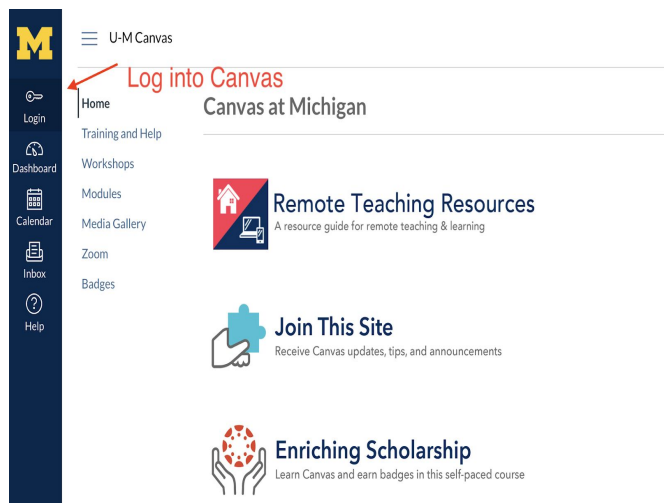 M
U-M Canvas
Log into Canvas
Login
Dashboard
Calendar
Inbox
Help
Home
Training and Help
Workshops
Modules
Media Gallery
Zoom
Badges
Canvas at Michigan
Remote Teaching Resources
A resource guide for remote teaching & learning
Join This Site
Receive Canvas updates, tips, and announcements
Enriching Scholarship
Learn Canvas and earn badges in this self-paced course